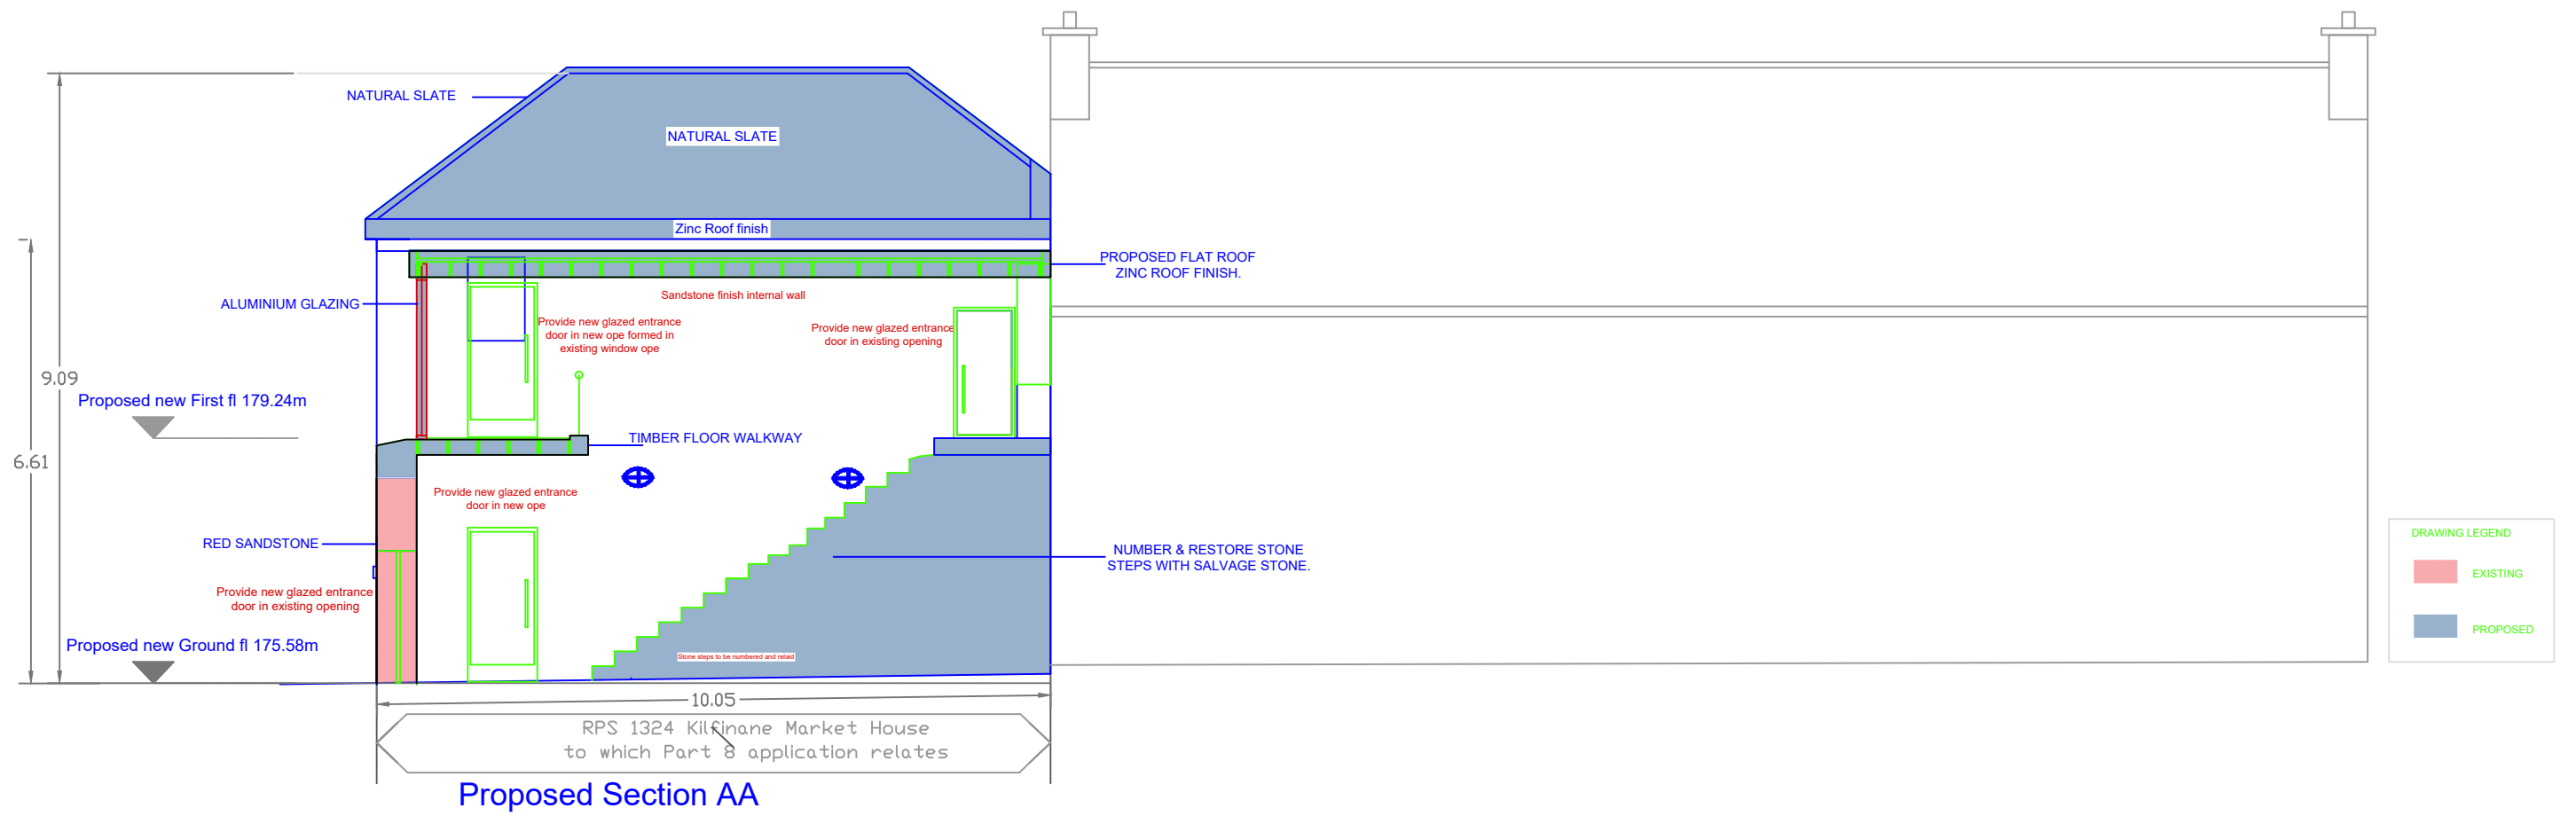 NATURAL SLATE
NATURAL SLATE
Zinc Roof finish
PROPOSED FLAT ROOF
ZINC ROOF FINISH.
ALUMINIUM GLAZING
Sandstone finish internal wall
Provide new glazed entrance
door in new ope formed in
existing window ope
Provide new glazed entrance
door in existing opening
9.09
Proposed new First fl 179.24m
6.61
TIMBER FLOOR WALKWAY
Provide new glazed entrance
door in new ope
RED SANDSTONE
NUMBER & RESTORE STONE
STEPS WITH SALVAGE STONE.
Provide new glazed entrance
door in existing opening
Proposed new Ground fl 175.58m
Stone steps to be numbered and relaid
DRAWING LEGEND
EXISTING
PROPOSED
10.05
RPS 1324 Kilfinane Market House
to which Part 8 application relates
Proposed Section AA